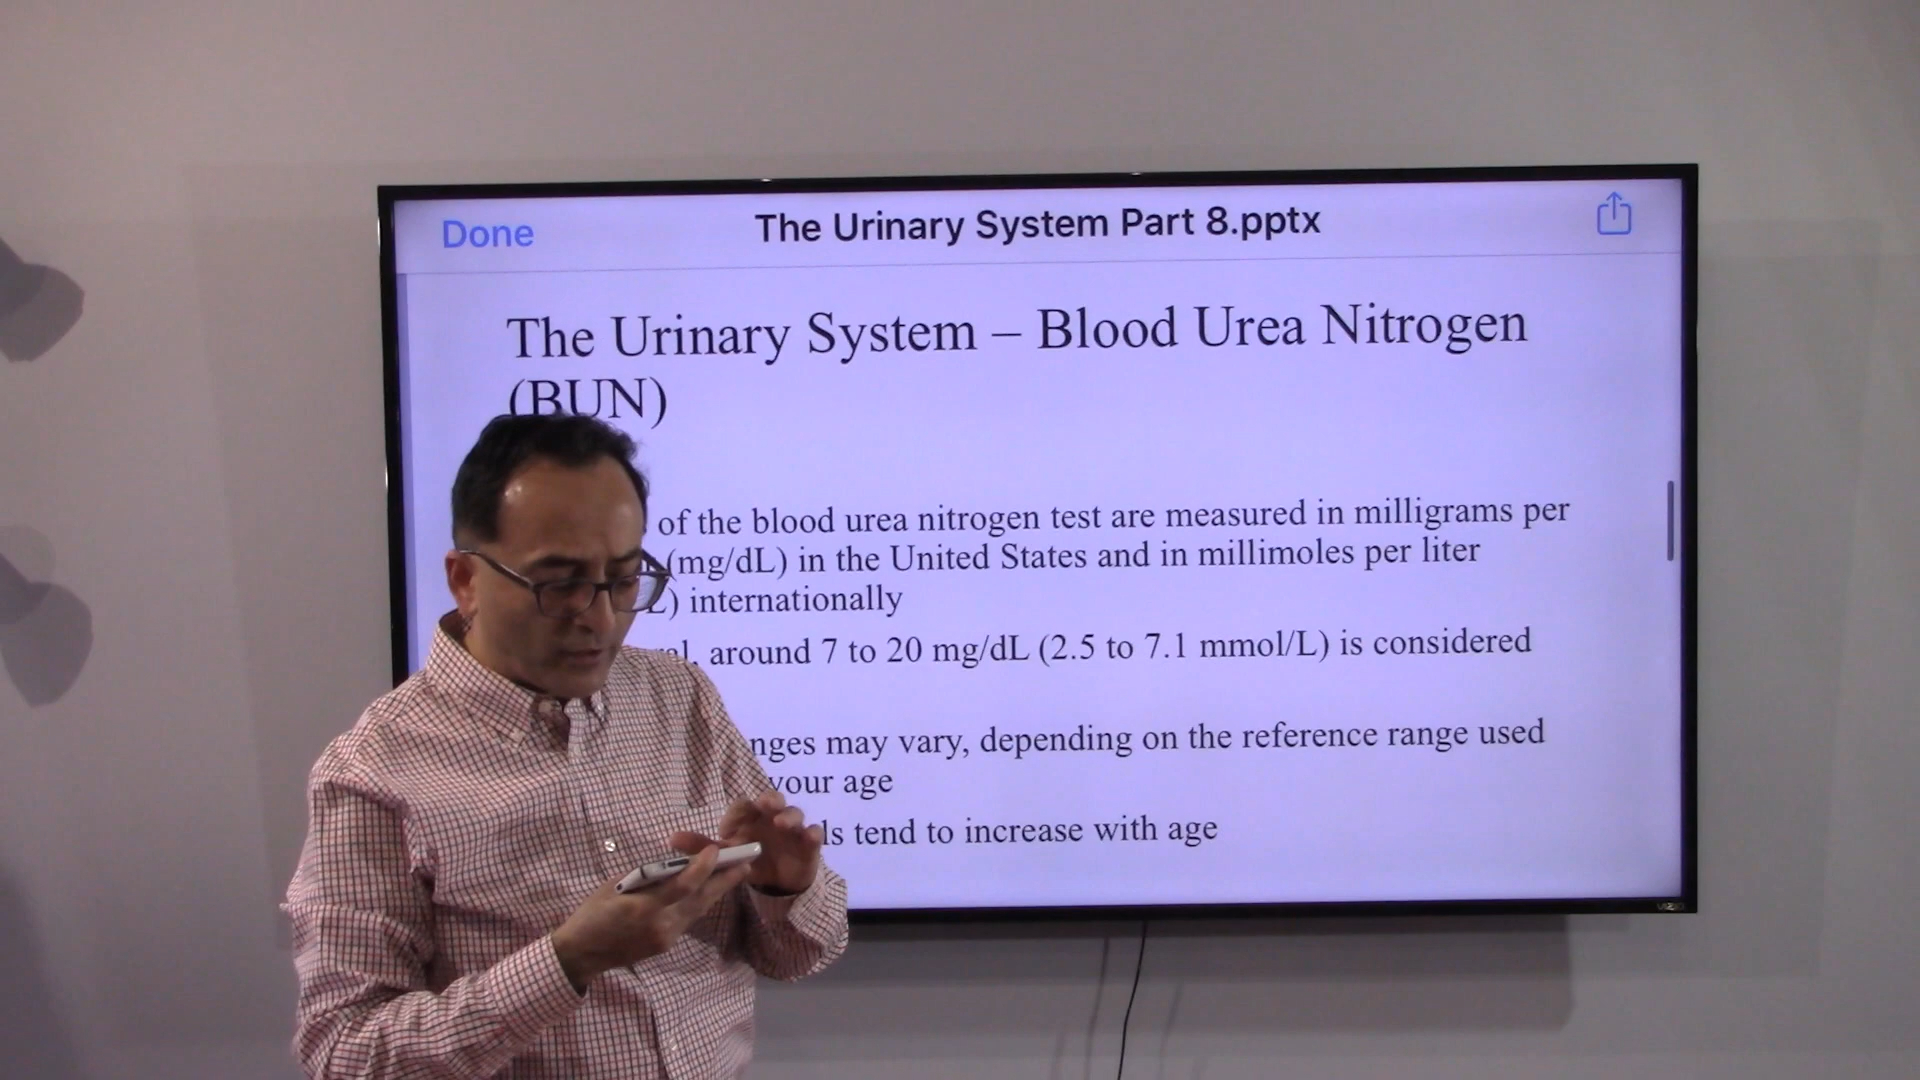 Done
The Urinary System Part 8.pptx
The Urinary System – Blood Urea Nitrogen
(BUN)
of the blood urea nitrogen test are measured in milligrams per
(mg/dL) in the United States and in millimoles per liter
L) internationally
around 7 to 20 mg/dL (2.5 to 7.1 mmol/L) is considered
nges may vary, depending on the reference range used
your age
ls tend to increase with age
VIZIO